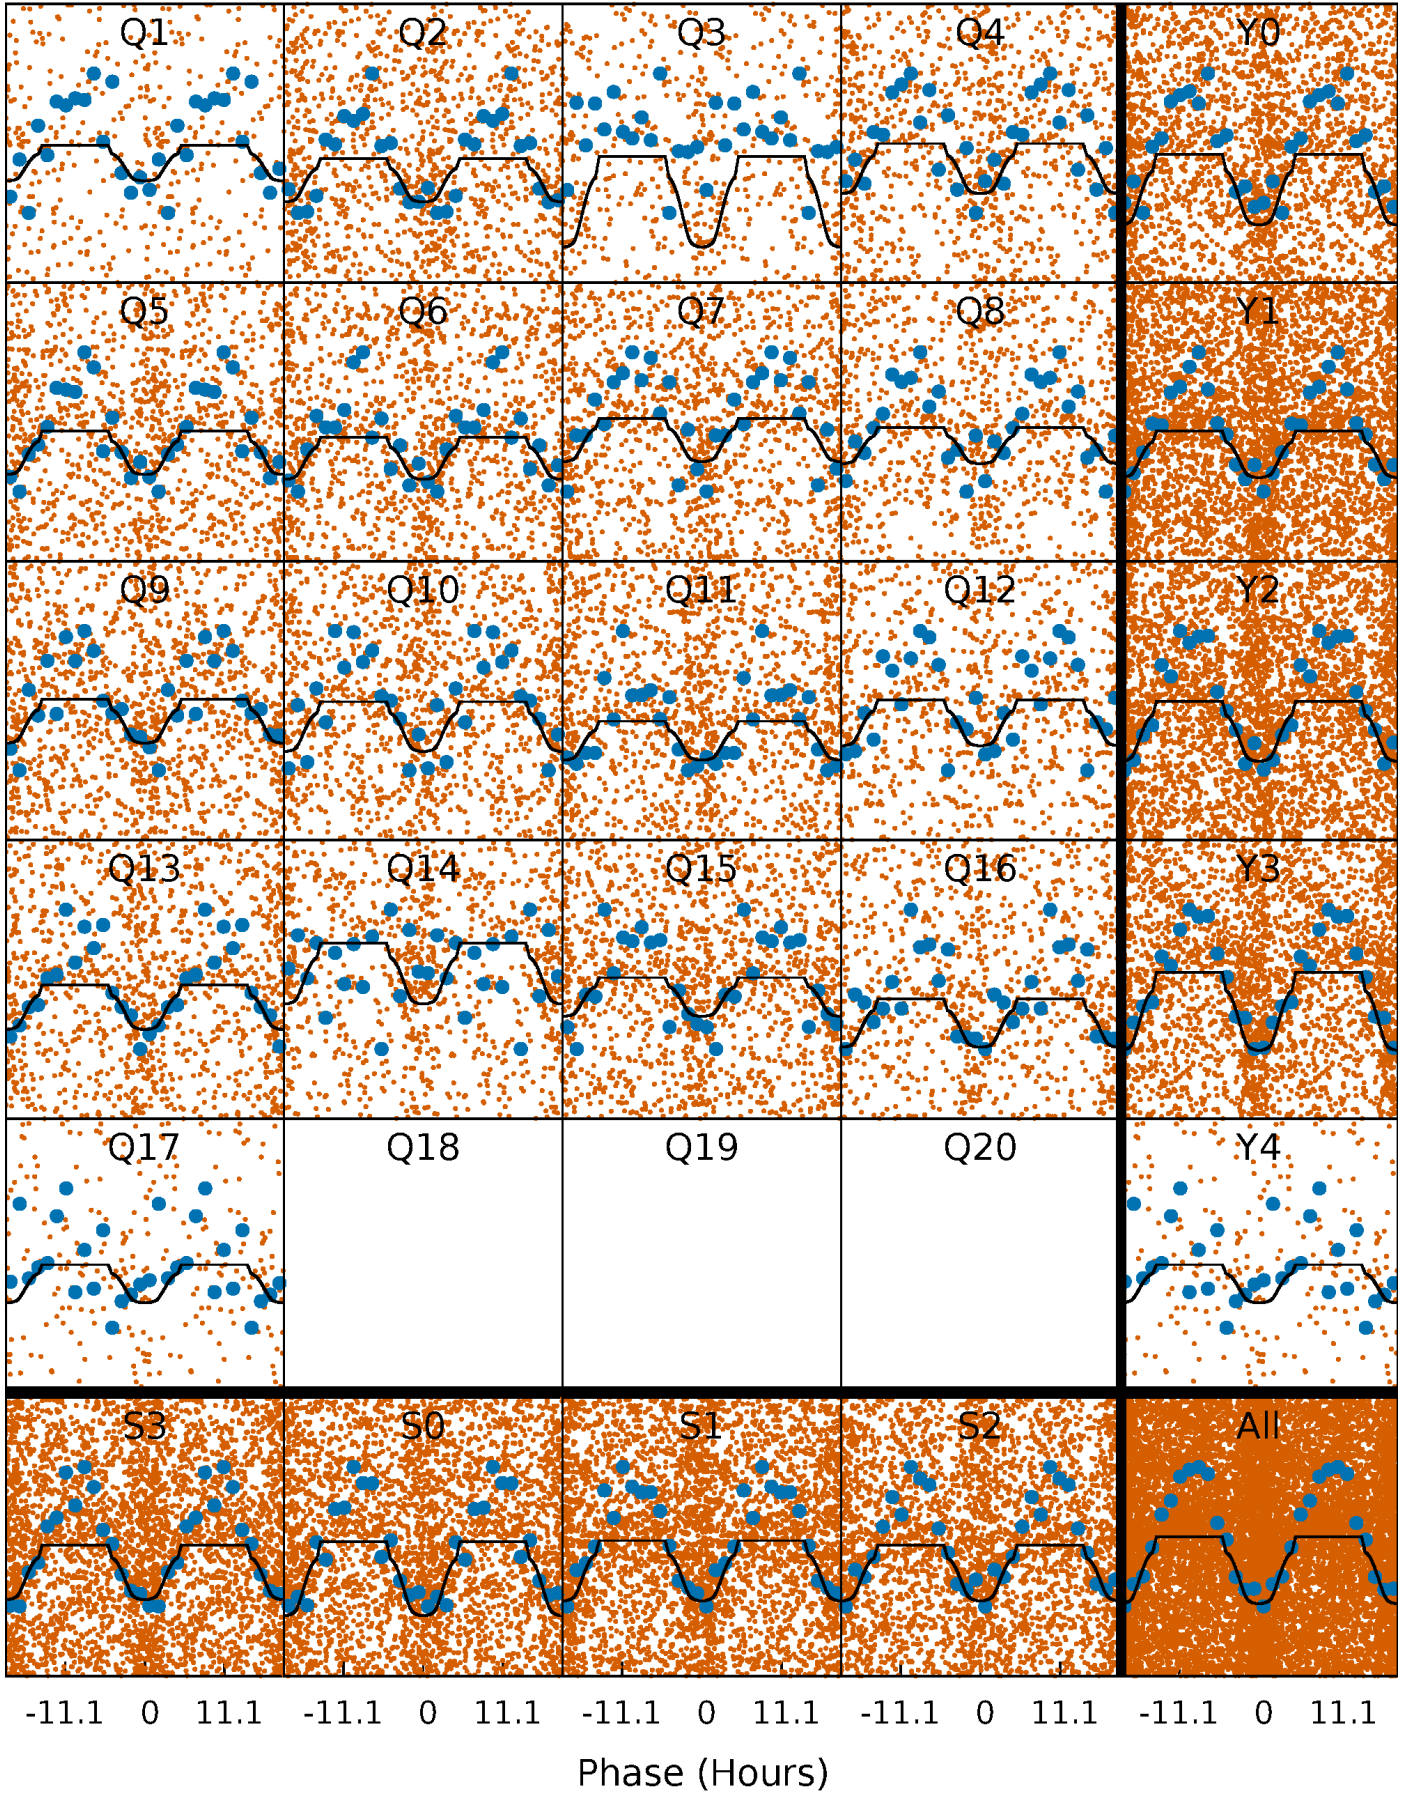 Q1 Q2 Q3 Q4 Y0
Q5 Q6 Q7 Q8 Y1
Q9 Q10 Q11 Q12 Y2
Q13 Q14 Q15 Q16 Y3
Q17 Q18 Q19 Q20 Y4
S3 S0 S1 S2 All
-11.1 0 11.1 -11.1 0 11.1 -11.1 0 11.1 -11.1 0 11.1 -11.1 0 11.1
Phase (Hours)